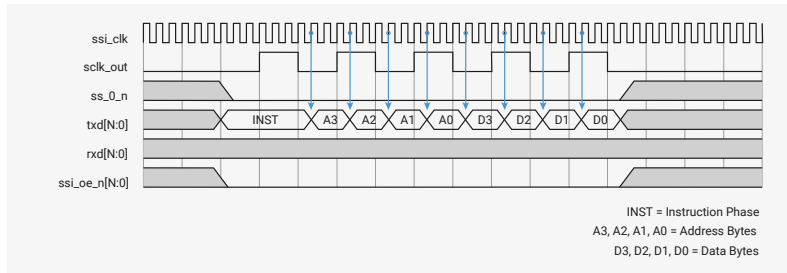 ssi_clk
sclk_out
ss_0_n
txd[N:0] INST A3 A2 A1 A0 D3 D2 D1 D0
rxd[N:0]
ssi_oe_n[N:0]
INST = Instruction Phase
A3, A2, A1, A0 = Address Bytes
D3, D2, D1, D0 = Data Bytes